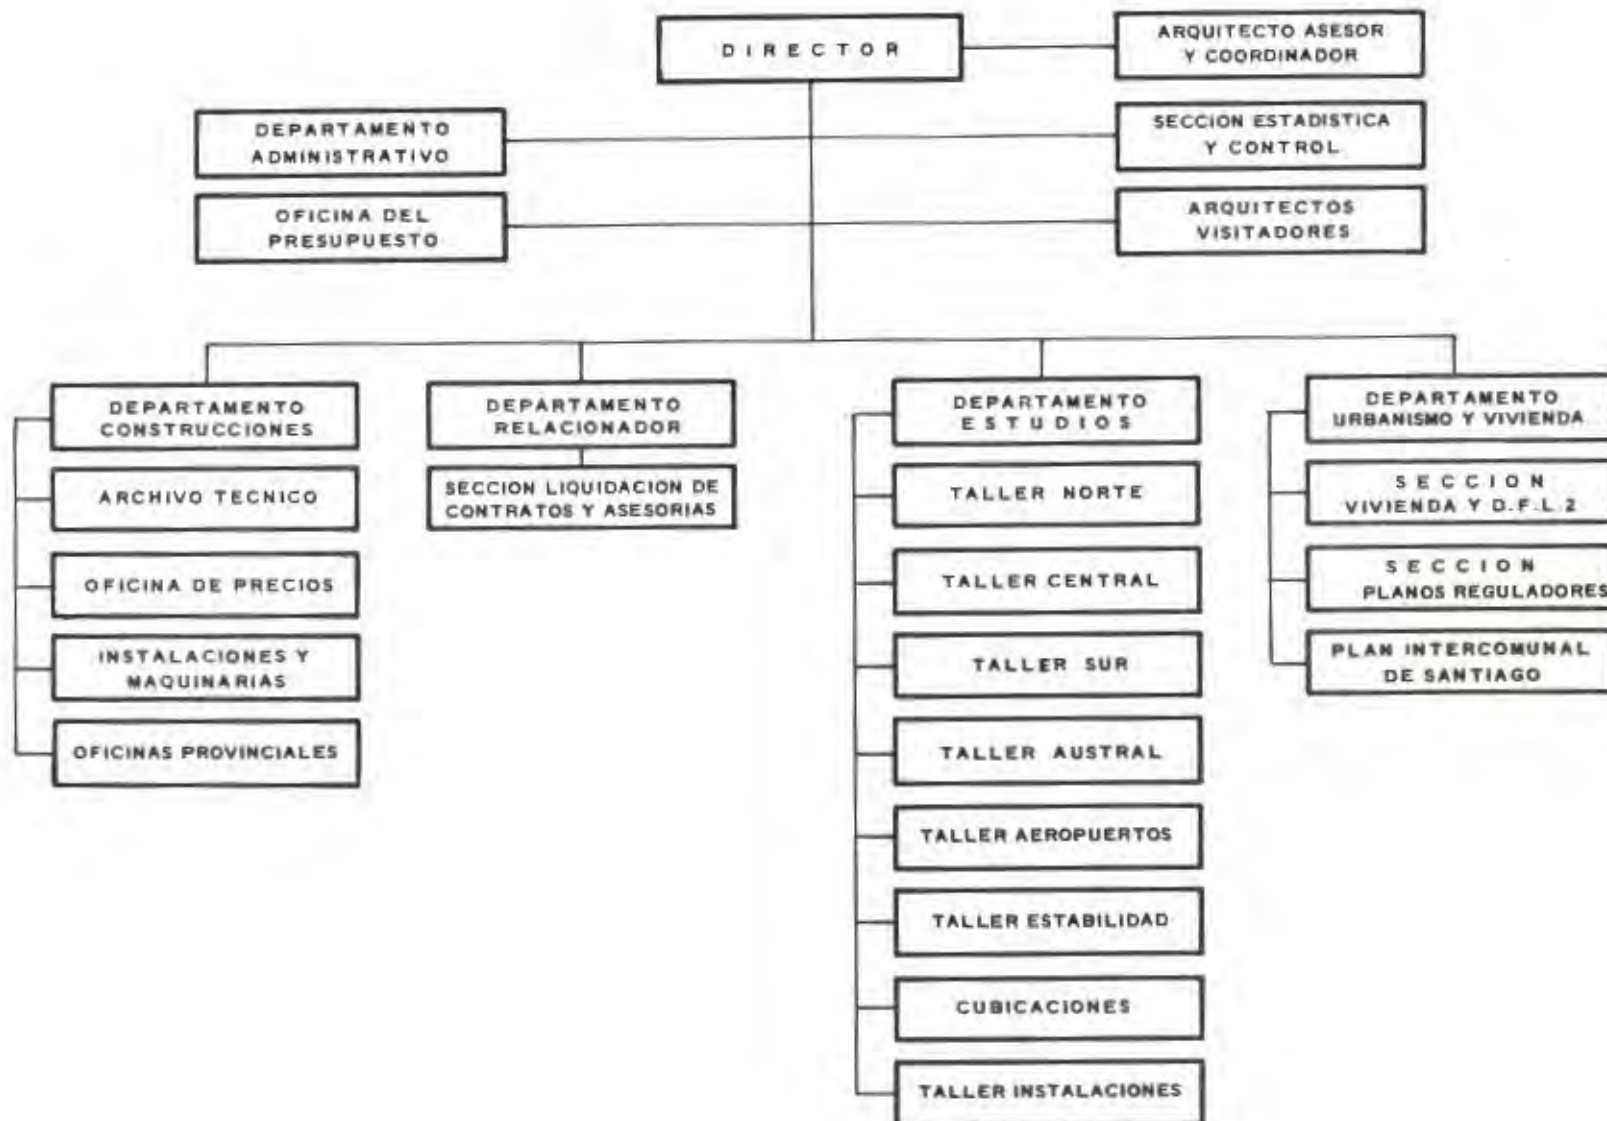 DIRECTOR
ARQUITECTO ASESOR
Y COORDINADOR
DEPARTAMENTO
ADMINISTRATIVO
SECCION ESTADISTICA
Y CONTROL
OFICINA DEL
PRESUPUESTO
ARQUITECTOS
VISITADORES
DEPARTAMENTO
CONSTRUCCIONES
ARCHIVO TECNICO
OFICINA DE PRECIOS
INSTALACIONES Y
MAQUINARIAS
OFICINAS PROVINCIALES
DEPARTAMENTO
RELACIONADOR
SECCION LIQUIDACION DE
CONTRATOS Y ASESORIAS
DEPARTAMENTO
ESTUDIOS
TALLER NORTE
TALLER CENTRAL
TALLER SUR
TALLER AUSTRAL
TALLER AEROPUERTOS
TALLER ESTABILIDAD
CUBICACIONES
TALLER INSTALACIONES
DEPARTAMENTO
URBANISMO Y VIVIENDA
SECCION
VIVIENDA Y D.F.L.2
SECCION
PLANOS REGULADORES
PLAN INTERCOMUNAL
DE SANTIAGO